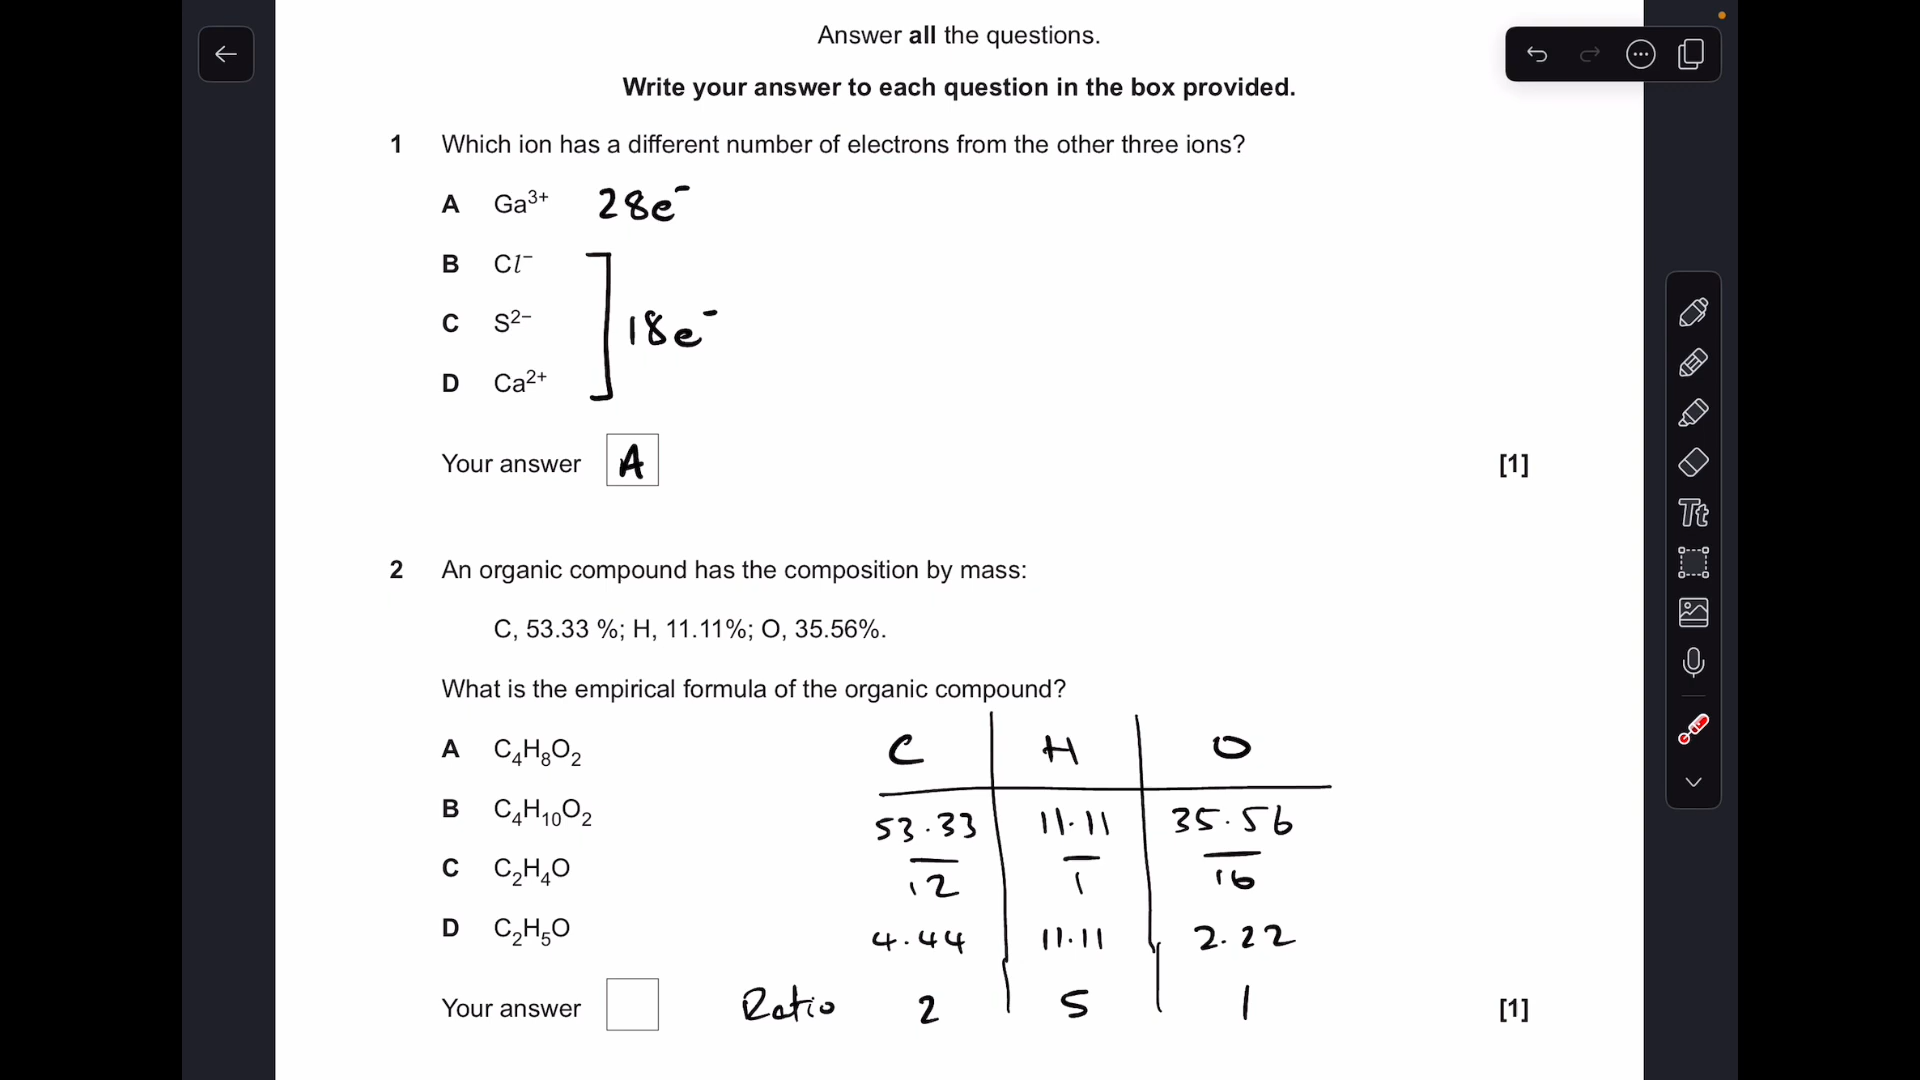 Answer all the questions.
Write your answer to each question in the box provided.
1 Which ion has a different number of electrons from the other three ions?
A Ga³⁺ 28e⁻
B Cl⁻
C S²⁻
18e⁻
D Ca²⁺
Your answer A [1]
2 An organic compound has the composition by mass:
C, 53.33 %; H, 11.11%; O, 35.56%.
What is the empirical formula of the organic compound?
A C₄H₈O₂ C H O
B C₄H₁₀O₂ 53.33 11.11 35.56
C C₂H₄O 12 1 16
D C₂H₅O 4.44 11.11 2.22
Your answer Ratio 2 5 1 [1]
Tt